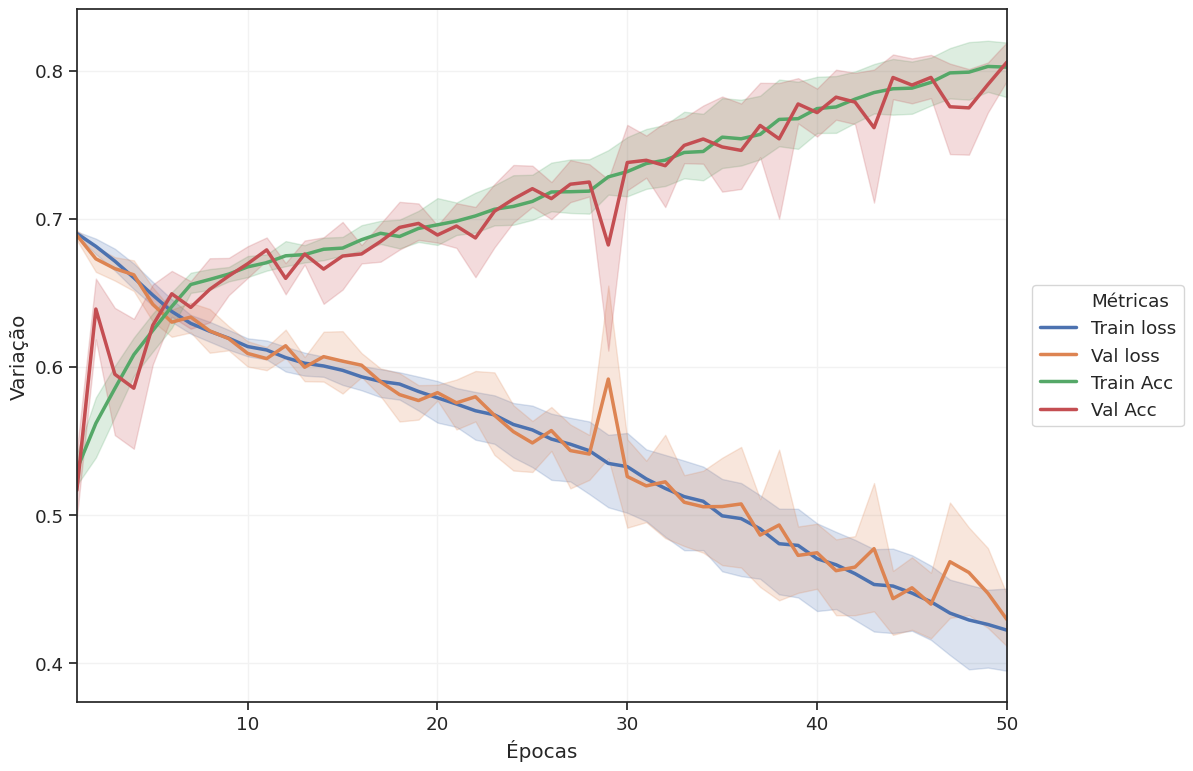 0.8
0.7
0.6
0.5
0.4
Variação
10
20
30
40
50
Épocas
Métricas
Train loss
Val loss
Train Acc
Val Acc